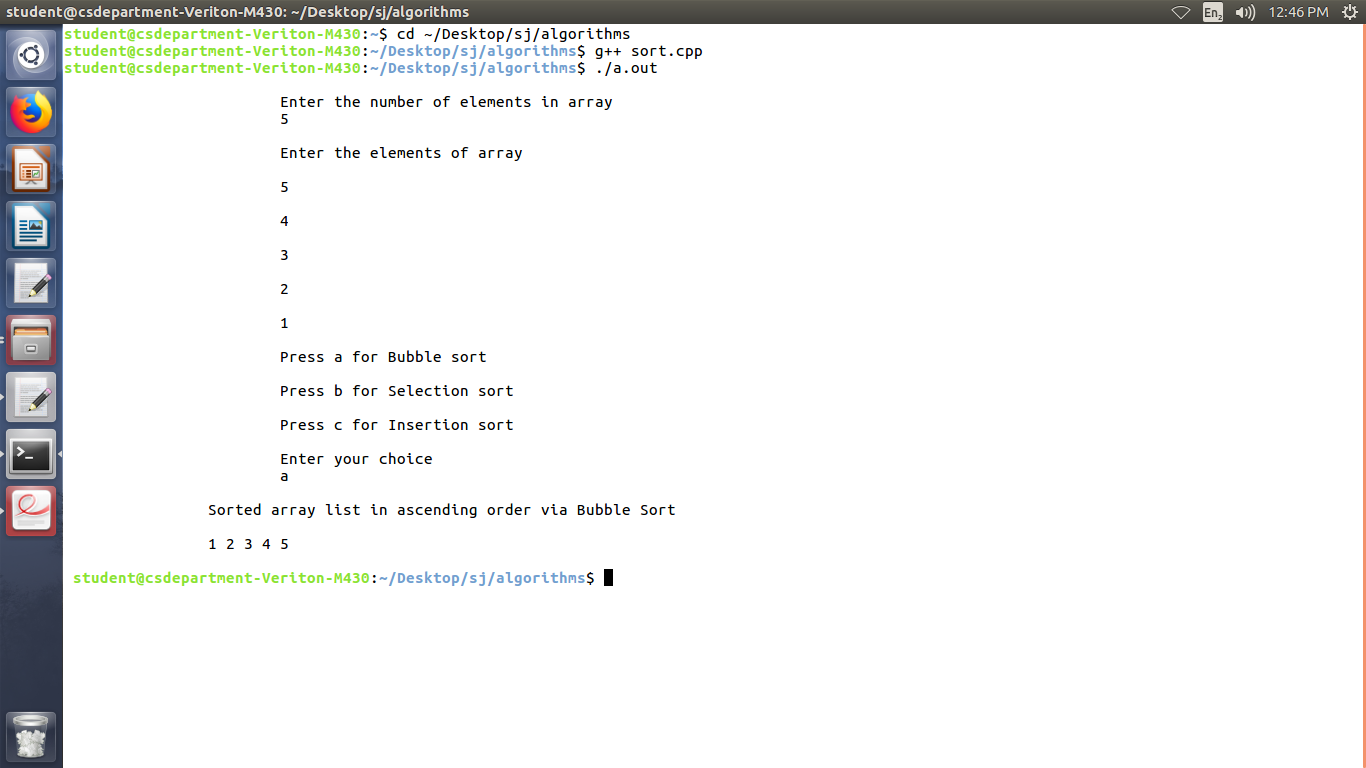 student@csdepartment-Veriton-M430: ~/Desktop/sj/algorithms
En2
12:46 PM
student@csdepartment-Veriton-M430:~$ cd ~/Desktop/sj/algorithms
student@csdepartment-Veriton-M430:~/Desktop/sj/algorithms$ g++ sort.cpp
student@csdepartment-Veriton-M430:~/Desktop/sj/algorithms$ ./a.out
Enter the number of elements in array
5
Enter the elements of array
5
4
3
2
1
Press a for Bubble sort
Press b for Selection sort
Press c for Insertion sort
Enter your choice
a
Sorted array list in ascending order via Bubble Sort
1 2 3 4 5
student@csdepartment-Veriton-M430:~/Desktop/sj/algorithms$